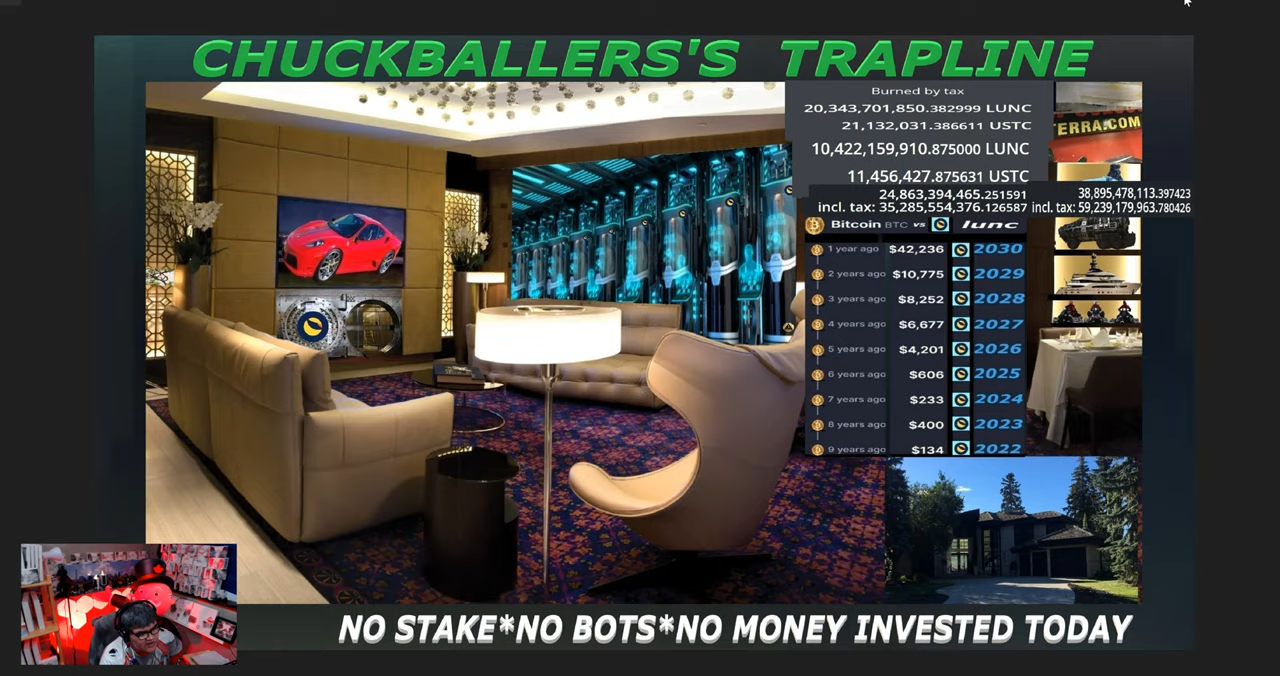 CHUCKBALLERS'S TRAPLINE
Burned by tax
20,343,701,850.382999 LUNC
21,132,031.386611 USTC
10,422,159,910.875000 LUNC
11,456,427.875631 USTC
24,863,394,465.251591
incl. tax: 35,285,554,376.126587
38,895,478,113.397423
incl. tax: 59,239,179,963.780426
TERRA.COM
Bitcoin BTC vs lunc
1 year ago $42,236 2030
2 years ago $10,775 2029
3 years ago $8,252 2028
4 years ago $6,677 2027
5 years ago $4,201 2026
6 years ago $606 2025
7 years ago $233 2024
8 years ago $400 2023
9 years ago $134 2022
NO STAKE*NO BOTS*NO MONEY INVESTED TODAY